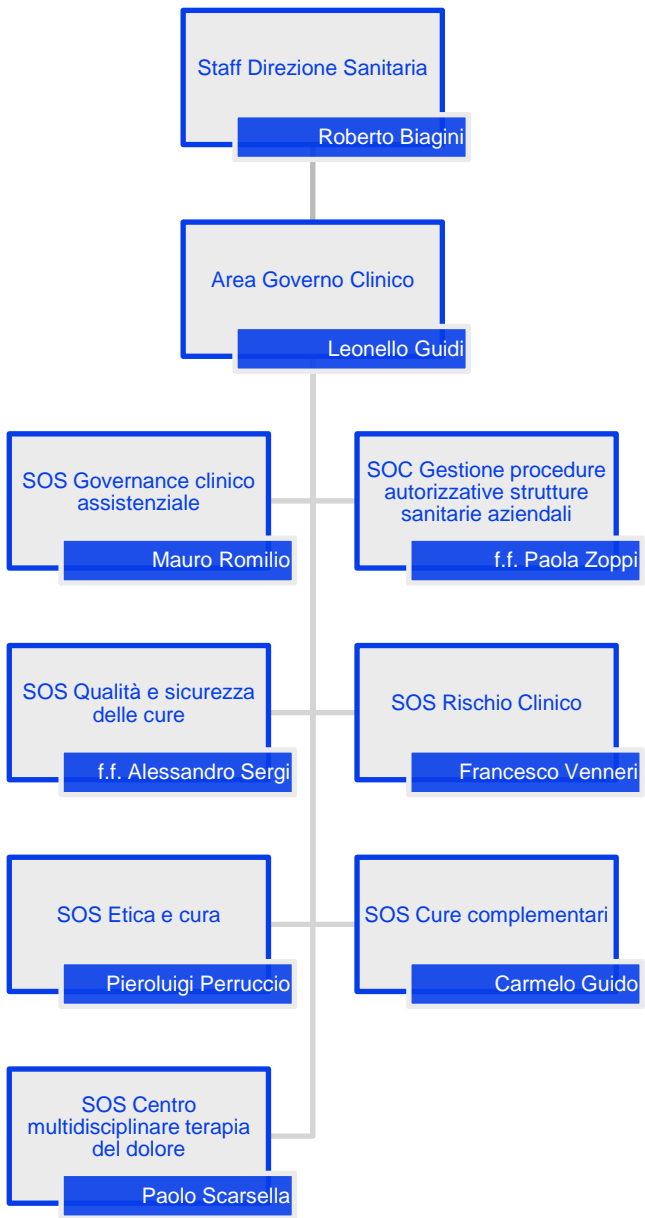 Staff Direzione Sanitaria
Roberto Biagini
Area Governo Clinico
Leonello Guidi
SOS Governance clinico
assistenziale
Mauro Romilio
SOC Gestione procedure
autorizzative strutture
sanitarie aziendali
f.f. Paola Zoppi
SOS Qualità e sicurezza
delle cure
f.f. Alessandro Sergi
SOS Rischio Clinico
Francesco Venneri
SOS Etica e cura
Pieroluigi Perruccio
SOS Cure complementari
Carmelo Guido
SOS Centro
multidisciplinare terapia
del dolore
Paolo Scarsella